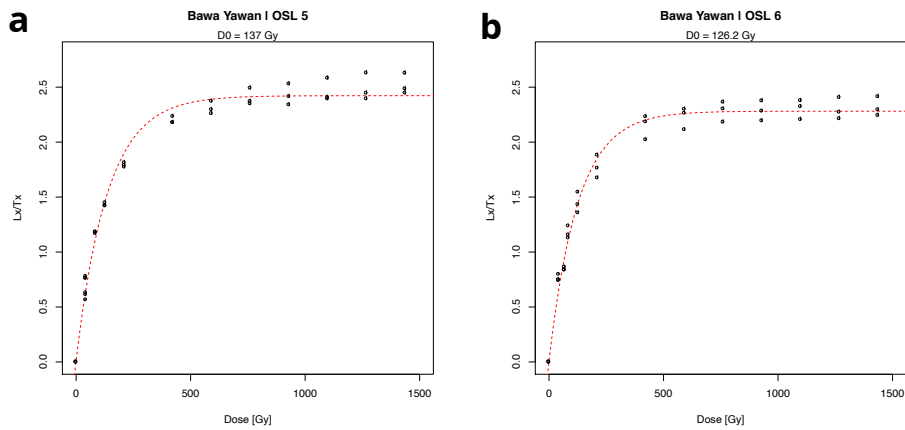 a
Bawa Yawan | OSL 5
D0 = 137 Gy
Lx/Tx
0.0 0.5 1.0 1.5 2.0 2.5
0 500 1000 1500
Dose [Gy]
b
Bawa Yawan | OSL 6
D0 = 126.2 Gy
Lx/Tx
0.0 0.5 1.0 1.5 2.0 2.5
0 500 1000 1500
Dose [Gy]